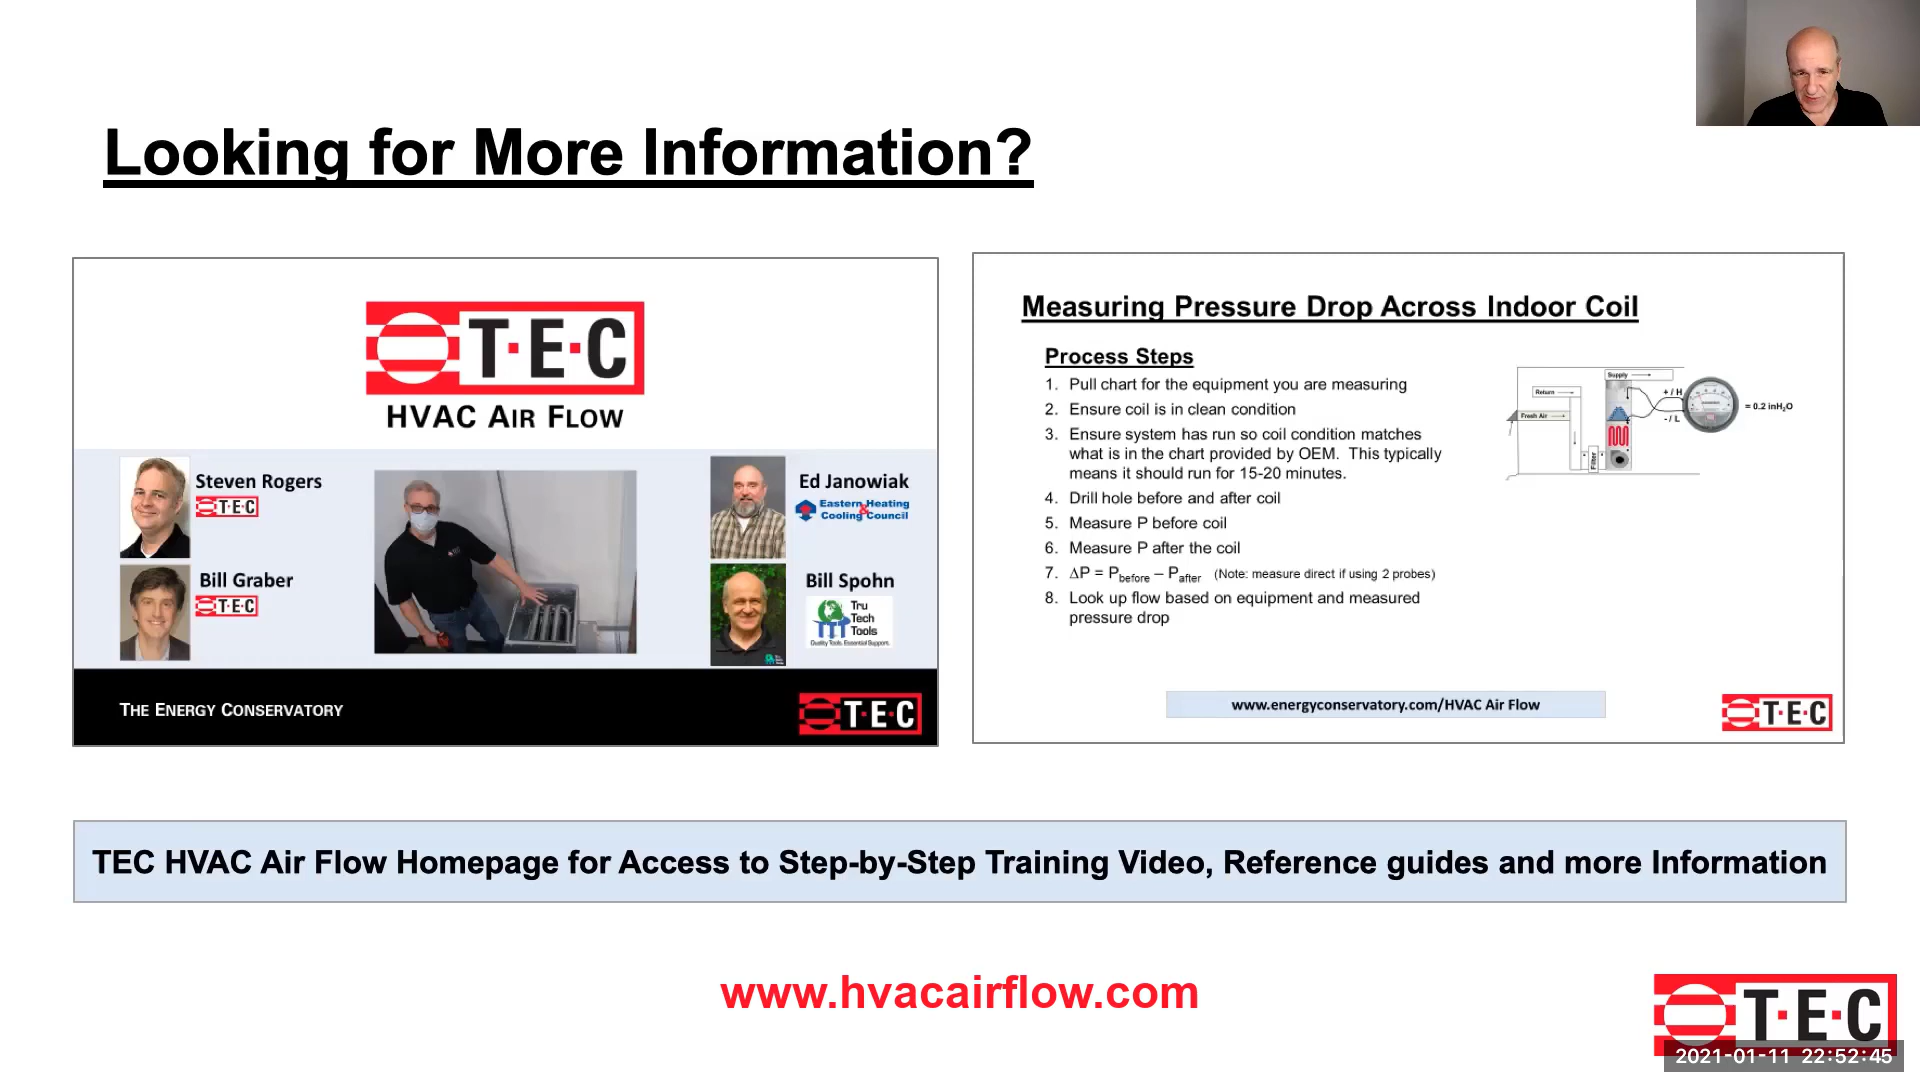 Looking for More Information?
T·E·C
HVAC AIR FLOW
Steven Rogers
T·E·C
Bill Graber
T·E·C
Ed Janowiak
Eastern Heating
&
Cooling Council
Bill Spohn
Tru
Tech
Tools
Quality Tools. Essential Support.
THE ENERGY CONSERVATORY
T·E·C
Measuring Pressure Drop Across Indoor Coil
Process Steps
1. Pull chart for the equipment you are measuring
2. Ensure coil is in clean condition
3. Ensure system has run so coil condition matches
what is in the chart provided by OEM. This typically
means it should run for 15-20 minutes.
4. Drill hole before and after coil
5. Measure P before coil
6. Measure P after the coil
7. ΔP = Pbefore – Pafter (Note: measure direct if using 2 probes)
8. Look up flow based on equipment and measured
pressure drop
Supply
Return
Fresh Air
Filter
+ / H
- / L
= 0.2 inH2O
www.energyconservatory.com/HVAC Air Flow
T·E·C
TEC HVAC Air Flow Homepage for Access to Step-by-Step Training Video, Reference guides and more Information
www.hvacairflow.com
T·E·C
2021-01-11 22:52:45